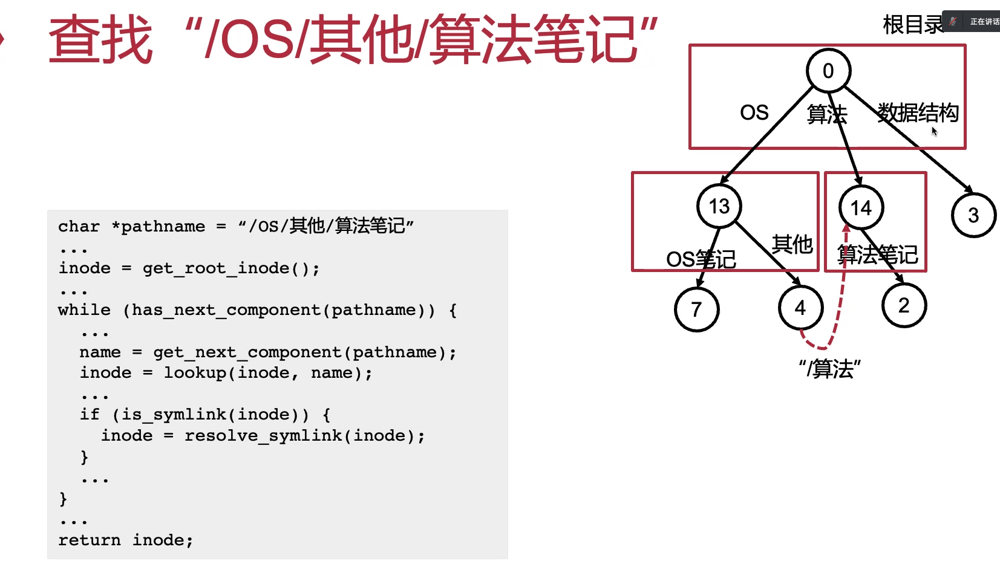 查找“/OS/其他/算法笔记”
根目录
正在讲话
0
OS
算法
数据结构
13
14
3
OS笔记
其他
算法笔记
7
4
2
“/算法”
char *pathname = “/OS/其他/算法笔记”
...
inode = get_root_inode();
...
while (has_next_component(pathname)) {
...
name = get_next_component(pathname);
inode = lookup(inode, name);
...
if (is_symlink(inode)) {
inode = resolve_symlink(inode);
}
...
}
...
return inode;